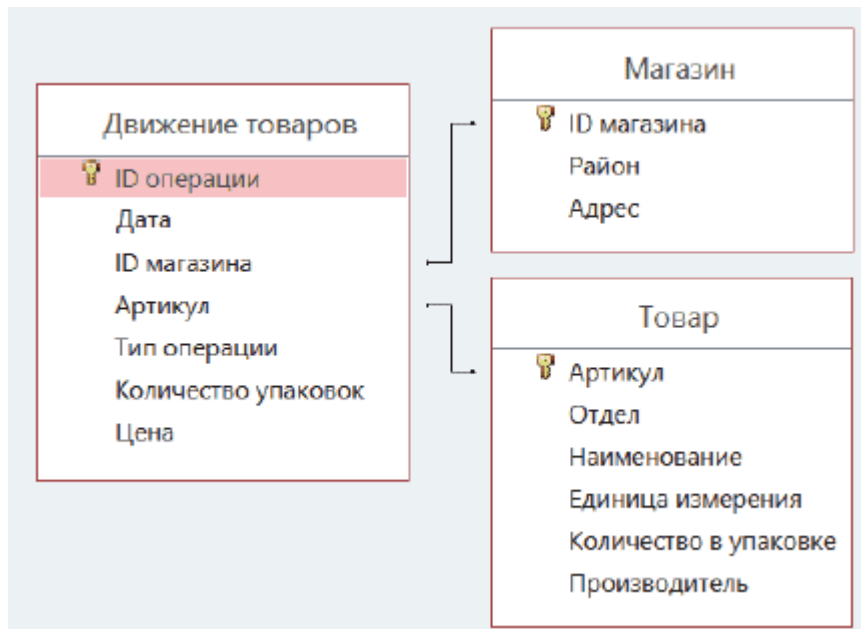 Движение товаров
ID операции
Дата
ID магазина
Артикул
Тип операции
Количество упаковок
Цена
Магазин
ID магазина
Район
Адрес
Товар
Артикул
Отдел
Наименование
Единица измерения
Количество в упаковке
Производитель